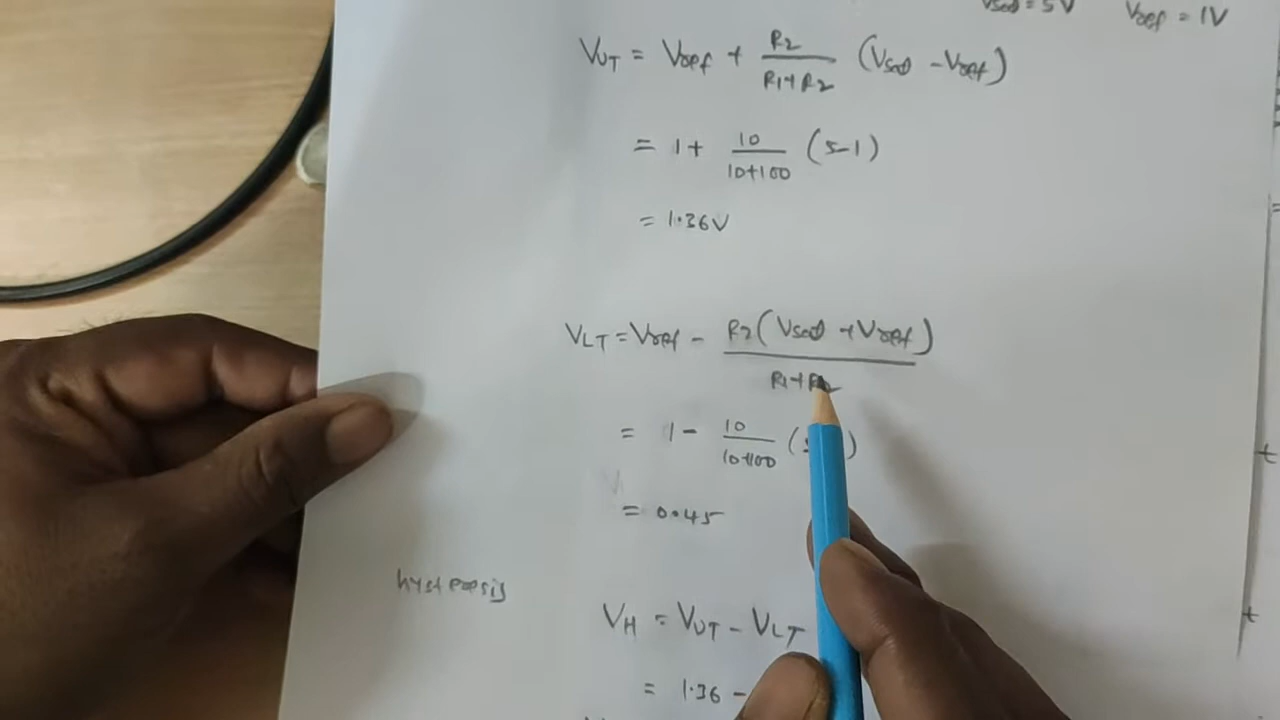 Vsat = 5V Vref = 1V
VUT = Vref + R2 / R1+R2 (Vsat - Vref)
= 1 + 10 / 10+100 (5-1)
= 1.36V
VLT = Vref - R2 (Vsat + Vref) / R1+R2
= 1 - 10 / 10+100 ( )
= 0.45
hysteresis
VH = VUT - VLT
= 1.36 -
t
t